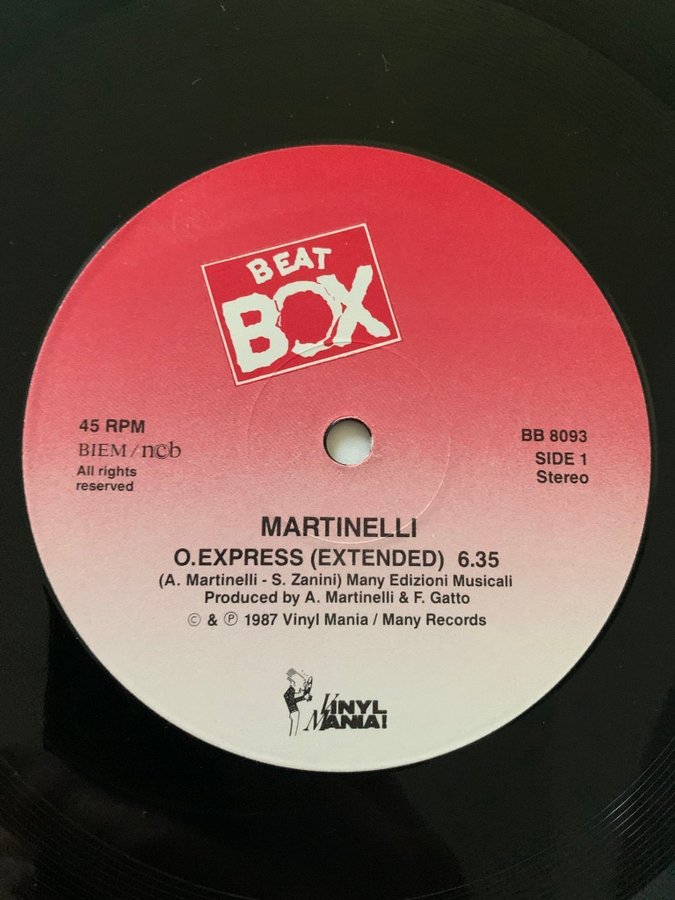 BEAT
BOX
45 RPM
BIEM/ncb
All rights
reserved
BB 8093
SIDE 1
Stereo
MARTINELLI
O.EXPRESS (EXTENDED) 6.35
(A. Martinelli - S. Zanini) Many Edizioni Musicali
Produced by A. Martinelli & F. Gatto
© & ℗ 1987 Vinyl Mania / Many Records
VINYL
MANIA!